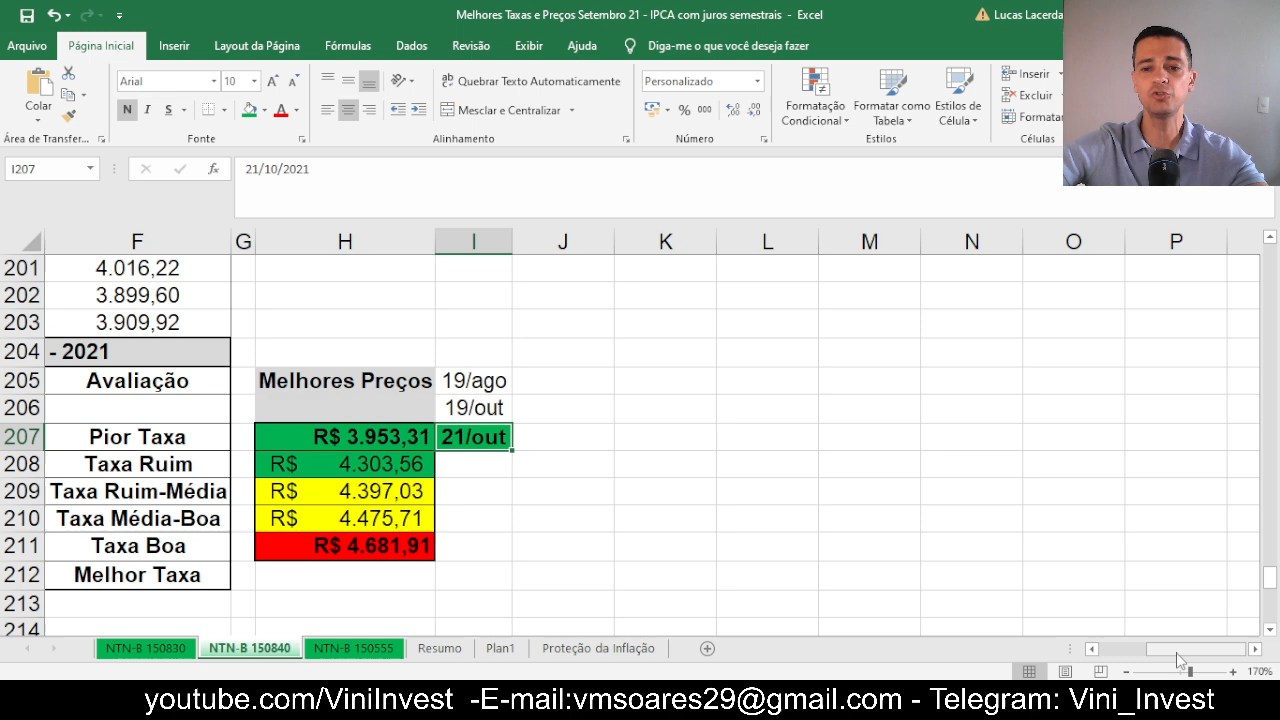 Melhores Taxas e Preços Setembro 21 - IPCA com juros semestrais - Excel
Lucas Lacerda
Arquivo Página Inicial Inserir Layout da Página Fórmulas Dados Revisão Exibir Ajuda Diga-me o que você deseja fazer
Colar
Área de Transfer...
Arial 10
N I S
Fonte
Quebrar Texto Automaticamente
Mesclar e Centralizar
Alinhamento
Personalizado
% 000
Número
Formatação Condicional
Formatar como Tabela
Estilos de Célula
Estilos
Inserir
Excluir
Formatar
Células
I207 fx 21/10/2021
F G H I J K L M N O P
201 4.016,22
202 3.899,60
203 3.909,92
204 - 2021
205 Avaliação Melhores Preços 19/ago
206 19/out
207 Pior Taxa R$ 3.953,31 21/out
208 Taxa Ruim R$ 4.303,56
209 Taxa Ruim-Média R$ 4.397,03
210 Taxa Média-Boa R$ 4.475,71
211 Taxa Boa R$ 4.681,91
212 Melhor Taxa
213
214
NTN-B 150830 NTN-B 150840 NTN-B 150555 Resumo Plan1 Proteção da Inflação
170%
youtube.com/ViniInvest -E-mail:vmsoares29@gmail.com - Telegram: Vini_Invest